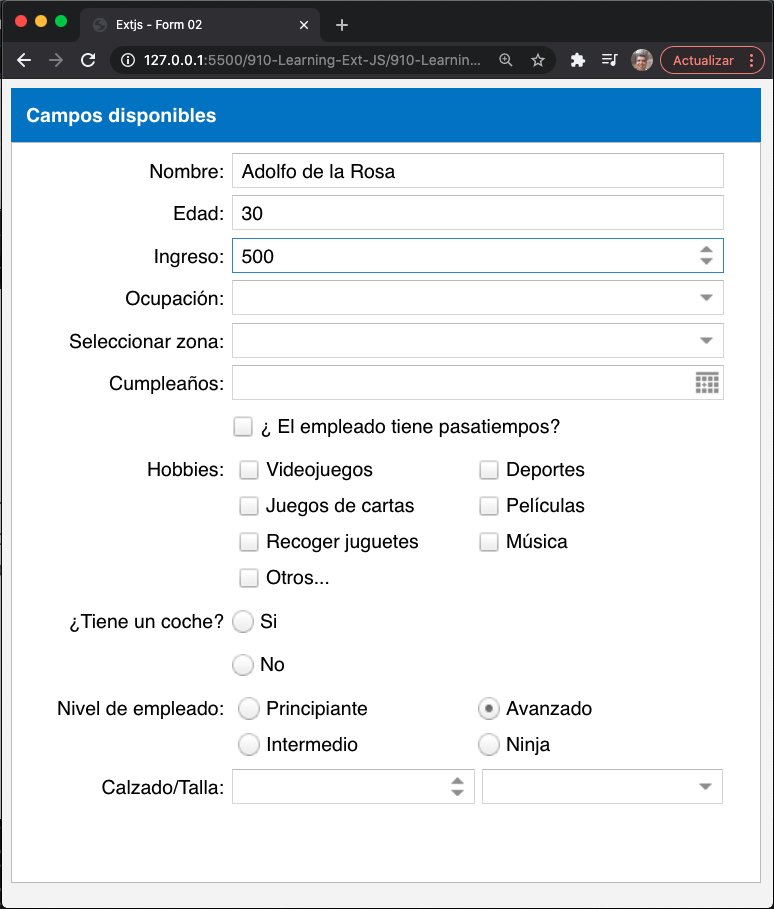 Extjs - Form 02
127.0.0.1:5500/910-Learning-Ext-JS/910-Learnin...
Actualizar
Campos disponibles
Nombre: Adolfo de la Rosa
Edad: 30
Ingreso: 500
Ocupación:
Seleccionar zona:
Cumpleaños:
¿ El empleado tiene pasatiempos?
Hobbies: Videojuegos Deportes
Juegos de cartas Películas
Recoger juguetes Música
Otros...
¿Tiene un coche? Si
No
Nivel de empleado: Principiante Avanzado
Intermedio Ninja
Calzado/Talla: